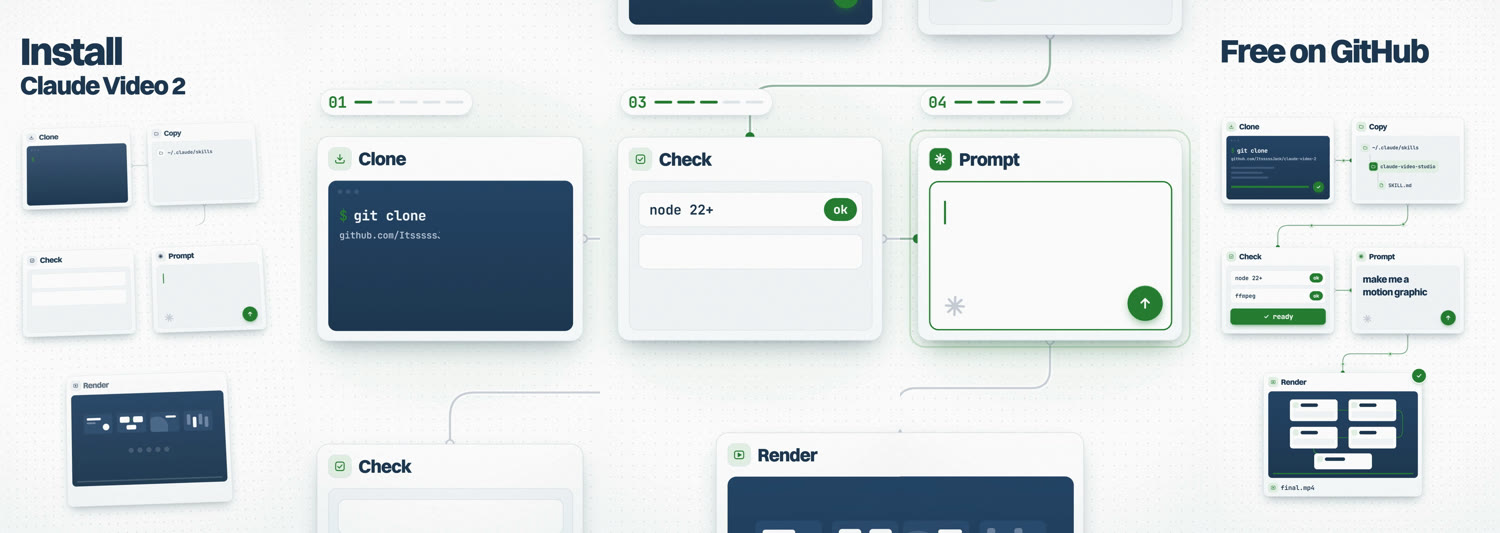 Install
Claude Video 2
Clone
$
Copy
~/.claude/skills
Check
Prompt
Render
01
Clone
$ git clone
github.com/Itsssss
Check
03
Check
node 22+ ok
04
Prompt
Render
Free on GitHub
Clone
$ git clone
Copy
~/.claude/skills
claude-video-studio
SKILL.md
Check
node 22+ ok
ffmpeg ok
✓ ready
Prompt
make me a
motion graphic
Render
final.mp4